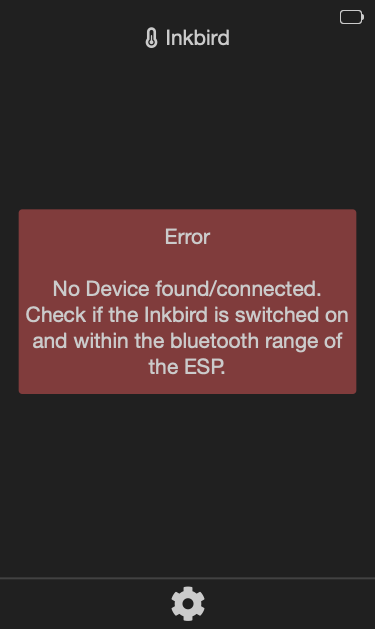 Inkbird
Error
No Device found/connected.
Check if the Inkbird is switched on
and within the bluetooth range of
the ESP.